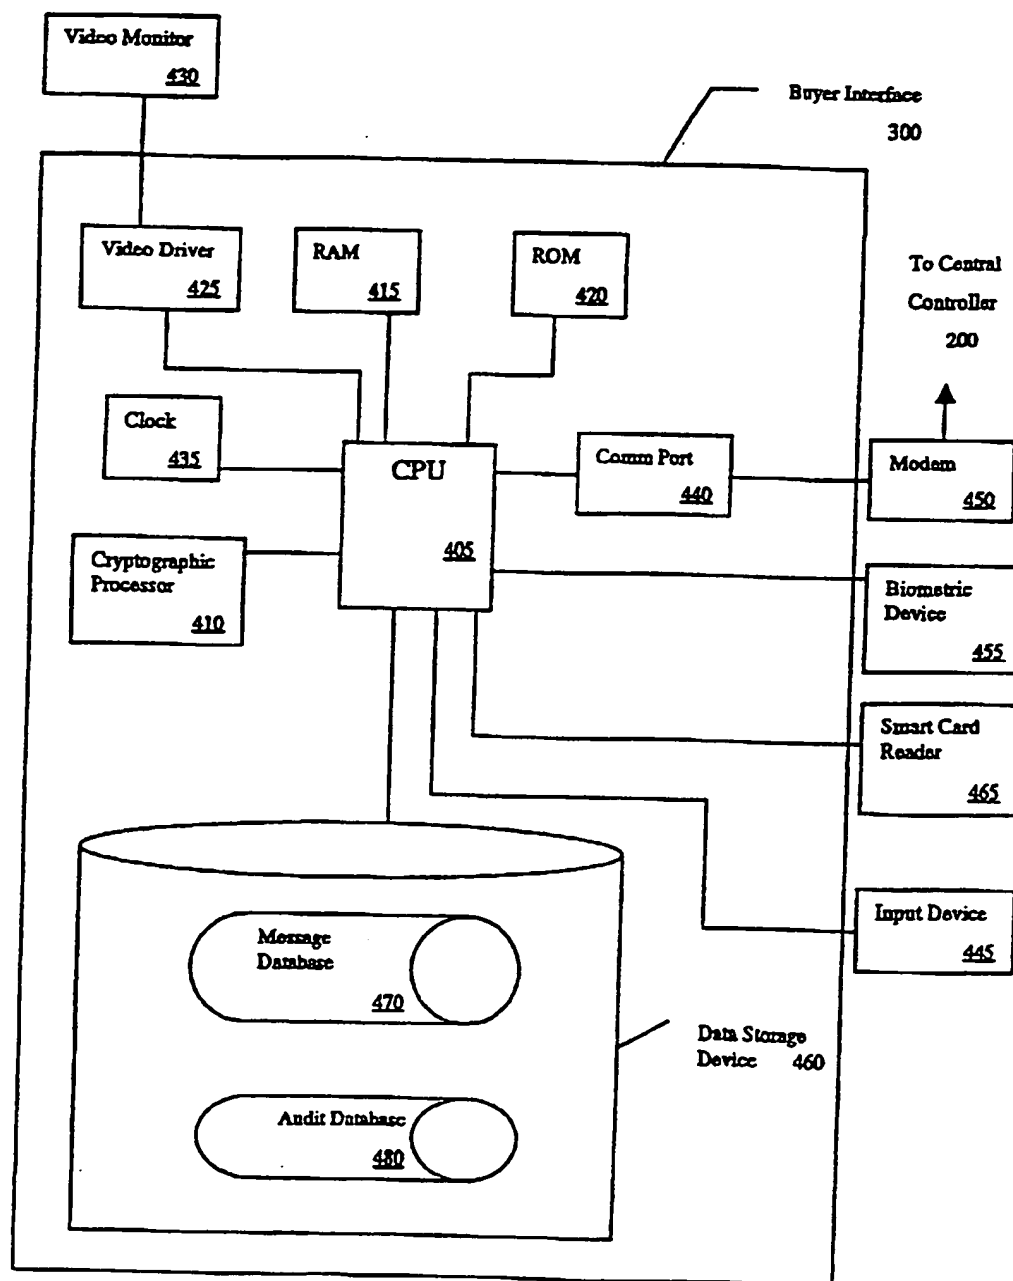 Video Monitor
430
Buyer Interface
300
Video Driver
425
RAM
415
ROM
420
To Central
Controller
200
Clock
435
CPU
405
Comm Port
440
Modem
450
Cryptographic
Processor
410
Biometric
Device
455
Smart Card
Reader
465
Input Device
445
Message
Database
470
Data Storage
Device 460
Audit Database
480